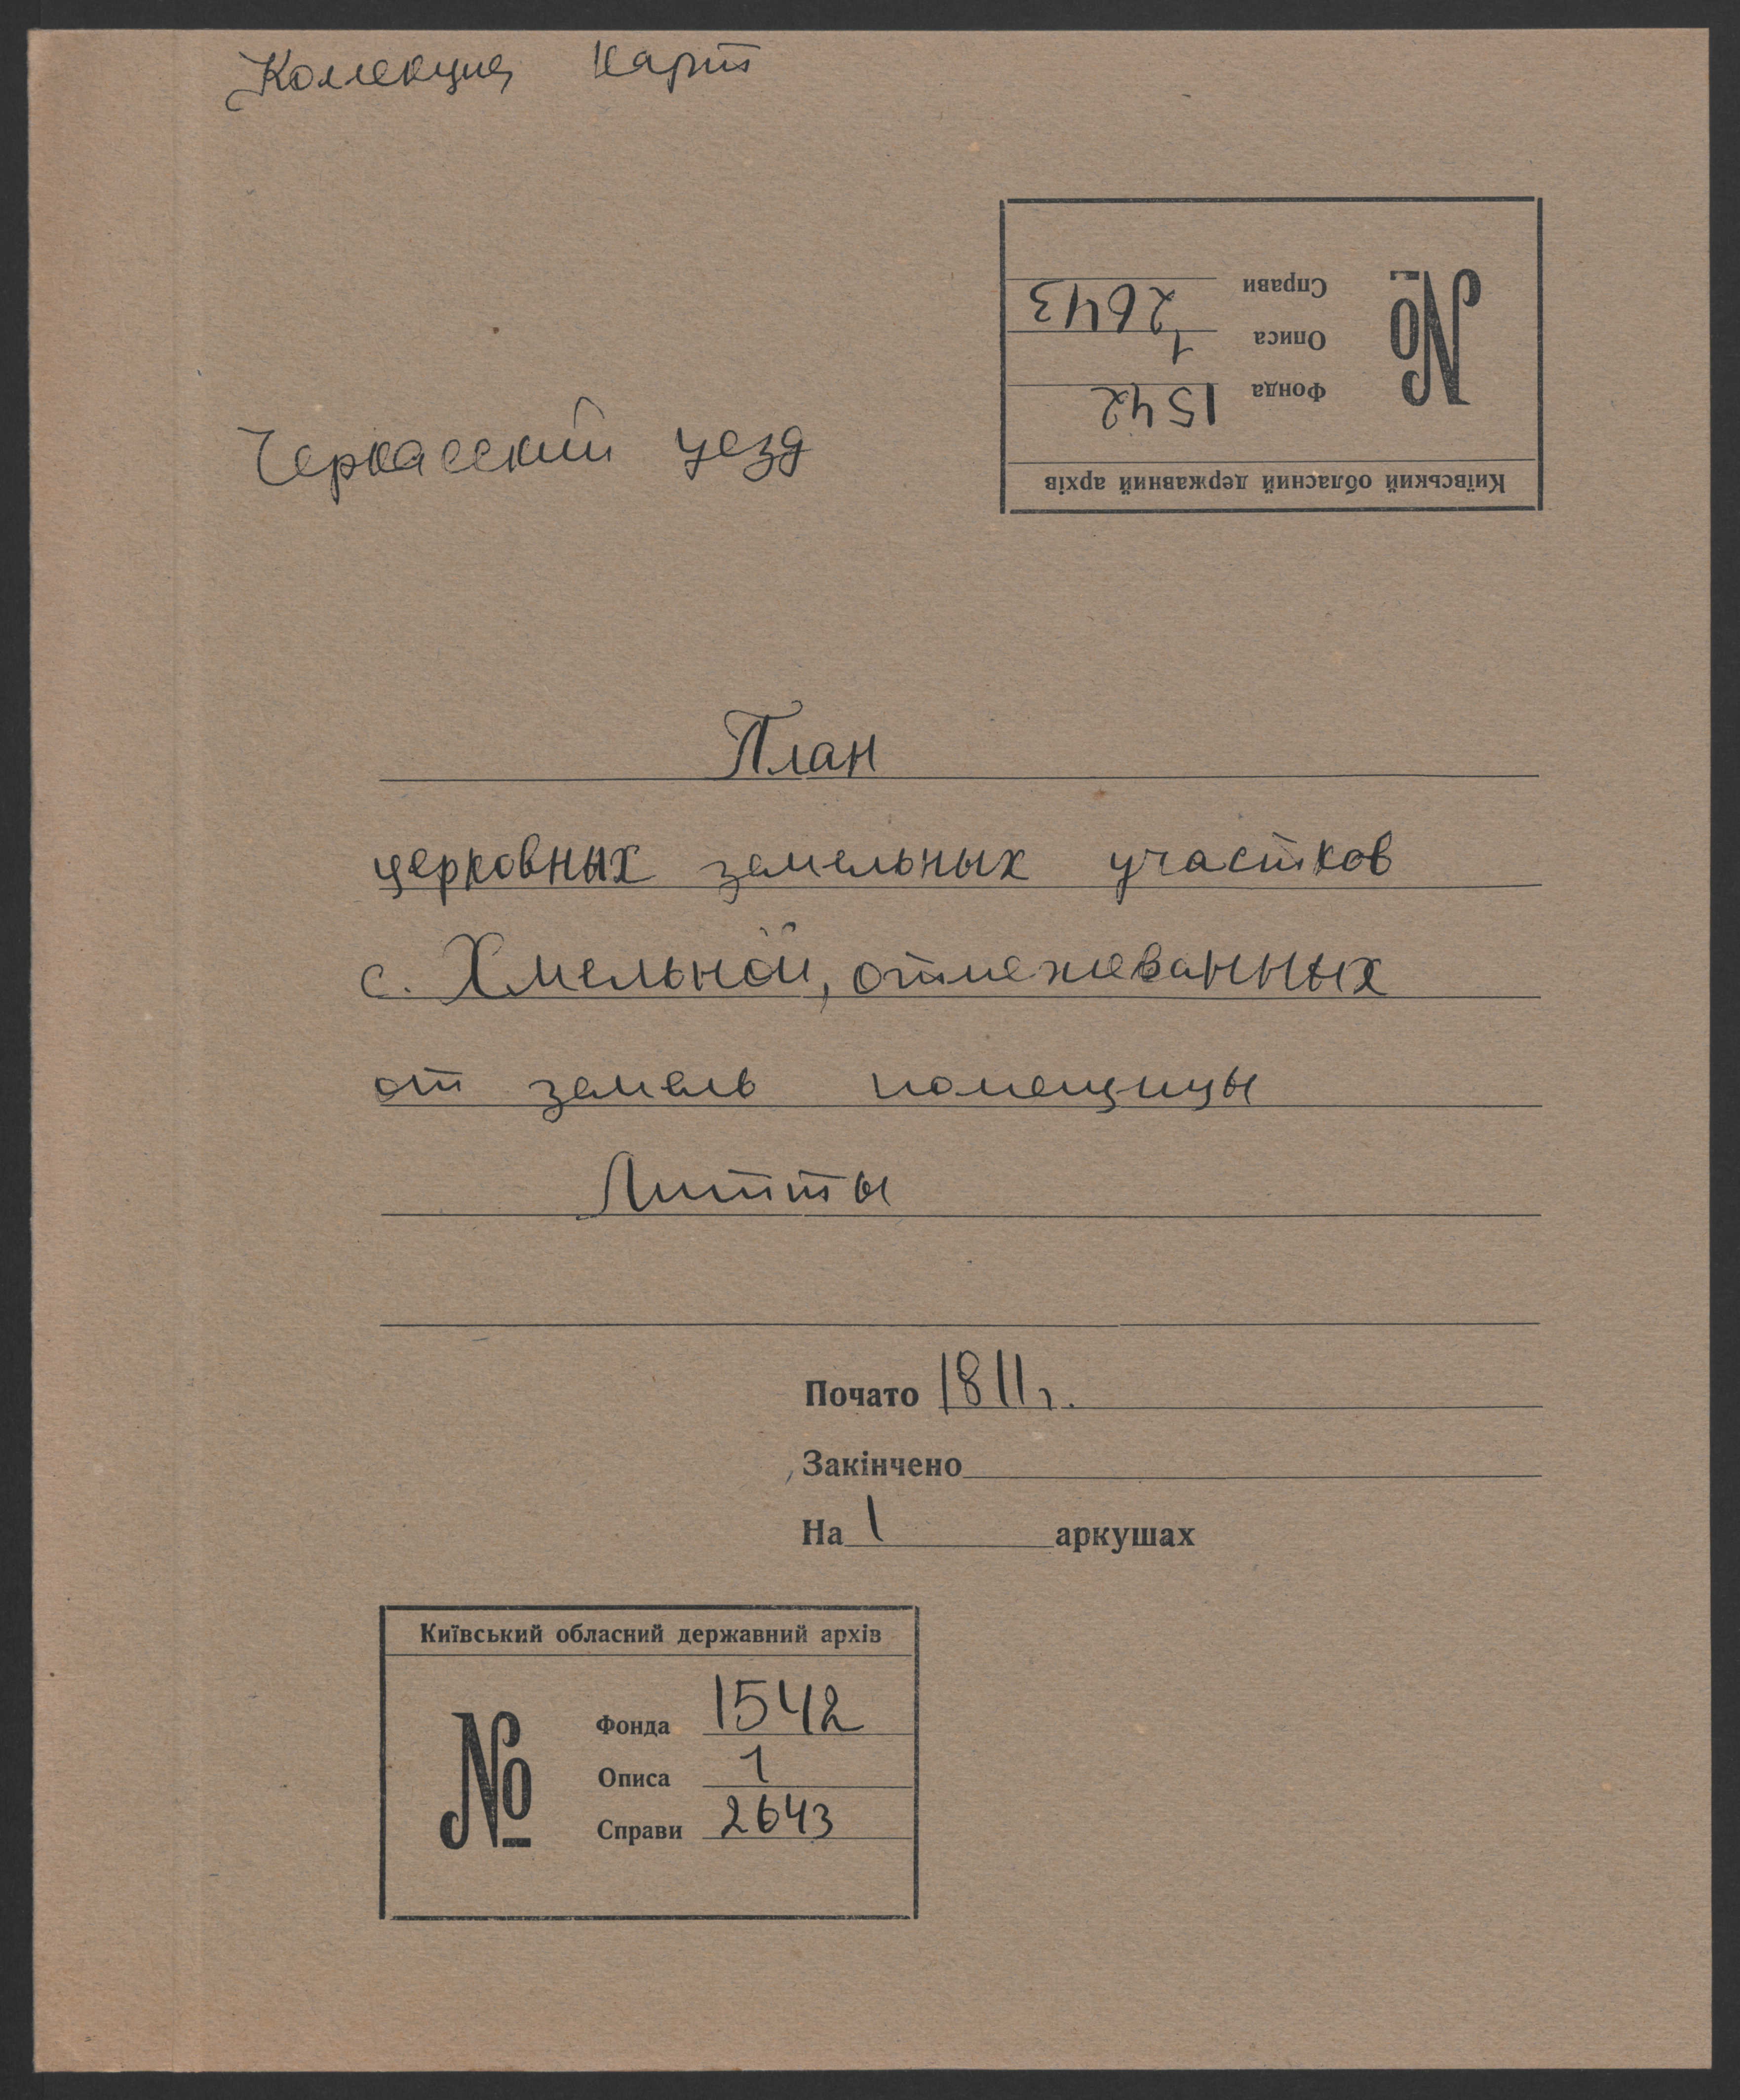 Коллекция карт
Киівський обласний державний архів
№
Фонда 1542
Описа 1
Справи 2643
Черкасский уезд
План
церковных земельных участков
с. Хмельной, отмежеванных
от земель помещицы
Литты
Почато 1811 г.
Закінчено
На 1 аркушах
Київський обласний державний архів
№
Фонда 1542
Описа 1
Справи 2643